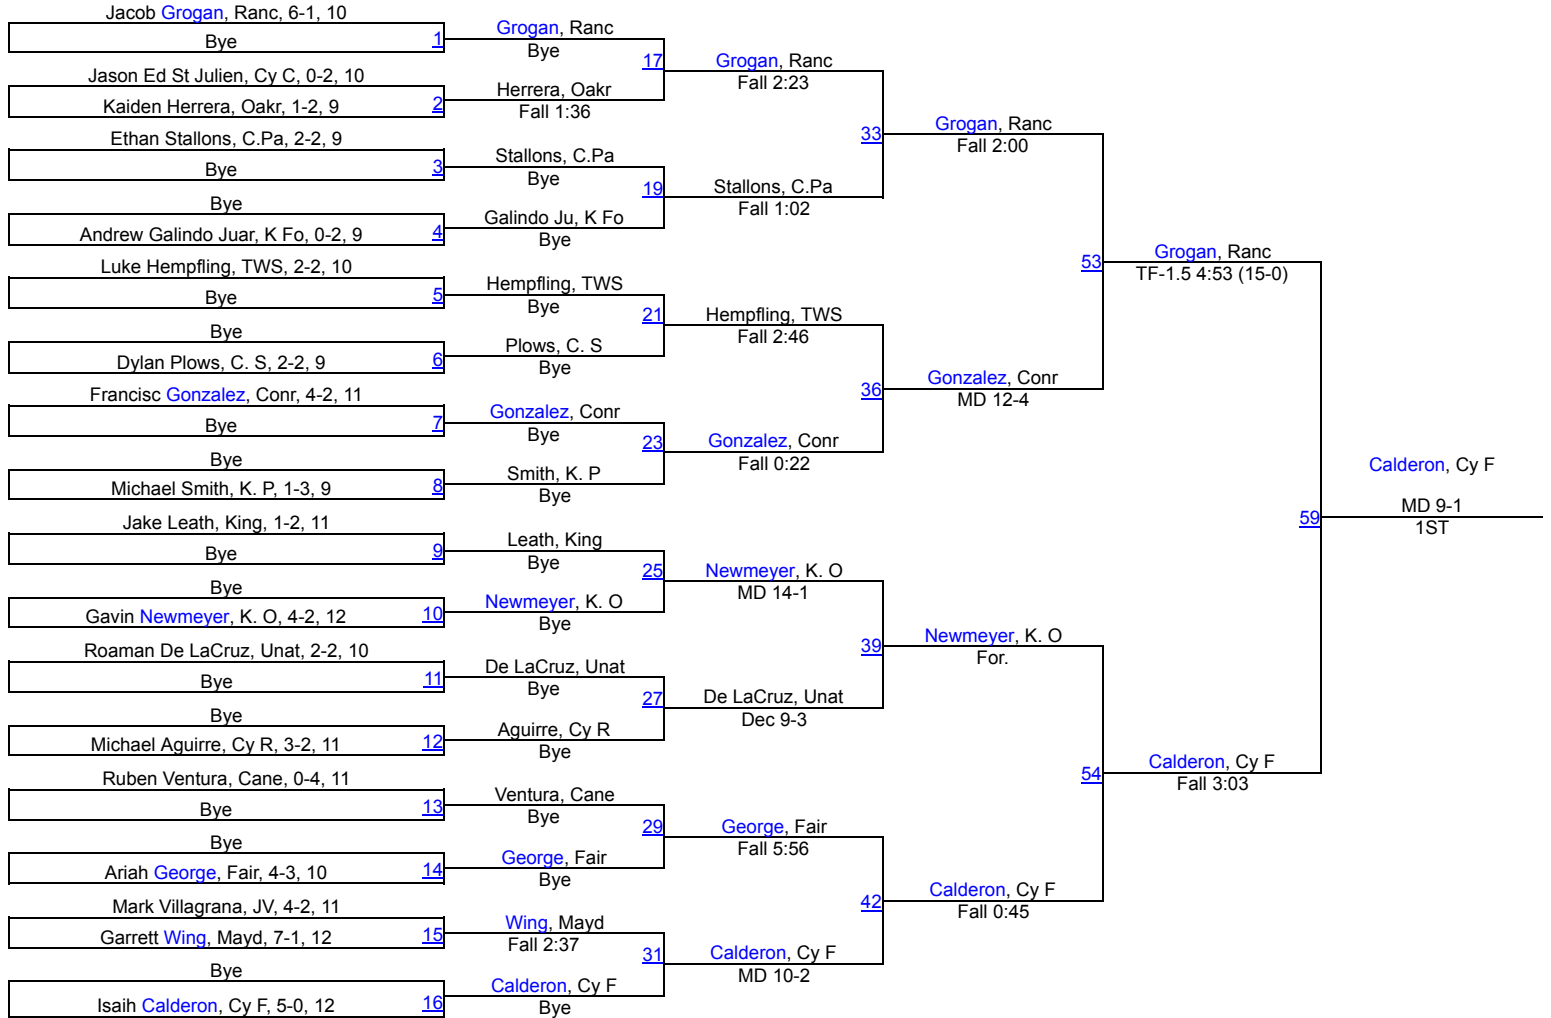 Jacob Grogan, Ranc, 6-1, 10
Bye
1
Jason Ed St Julien, Cy C, 0-2, 10
Kaiden Herrera, Oakr, 1-2, 9
2
Ethan Stallons, C.Pa, 2-2, 9
Bye
3
Bye
Andrew Galindo Juar, K Fo, 0-2, 9
4
Luke Hempfling, TWS, 2-2, 10
Bye
5
Bye
Dylan Plows, C. S, 2-2, 9
6
Francisc Gonzalez, Conr, 4-2, 11
Bye
7
Bye
Michael Smith, K. P, 1-3, 9
8
Jake Leath, King, 1-2, 11
Bye
9
Bye
Gavin Newmeyer, K. O, 4-2, 12
10
Roaman De LaCruz, Unat, 2-2, 10
Bye
11
Bye
Michael Aguirre, Cy R, 3-2, 11
12
Ruben Ventura, Cane, 0-4, 11
Bye
13
Bye
Ariah George, Fair, 4-3, 10
14
Mark Villagrana, JV, 4-2, 11
Garrett Wing, Mayd, 7-1, 12
15
Bye
Isaih Calderon, Cy F, 5-0, 12
16
Grogan, Ranc
Bye
17
Herrera, Oakr
Fall 1:36
Stallons, C.Pa
Bye
19
Galindo Ju, K Fo
Bye
Hempfling, TWS
Bye
21
Plows, C. S
Bye
Gonzalez, Conr
Bye
23
Smith, K. P
Bye
Leath, King
Bye
25
Newmeyer, K. O
Bye
De LaCruz, Unat
Bye
27
Aguirre, Cy R
Bye
Ventura, Cane
Bye
29
George, Fair
Bye
Wing, Mayd
Fall 2:37
31
Calderon, Cy F
Bye
Grogan, Ranc
Fall 2:23
33
Stallons, C.Pa
Fall 1:02
Hempfling, TWS
Fall 2:46
36
Gonzalez, Conr
Fall 0:22
Newmeyer, K. O
MD 14-1
39
De LaCruz, Unat
Dec 9-3
George, Fair
Fall 5:56
42
Calderon, Cy F
MD 10-2
Grogan, Ranc
Fall 2:00
53
Gonzalez, Conr
MD 12-4
Newmeyer, K. O
For.
54
Calderon, Cy F
Fall 0:45
Grogan, Ranc
TF-1.5 4:53 (15-0)
59
Calderon, Cy F
Fall 3:03
Calderon, Cy F
MD 9-1
1ST